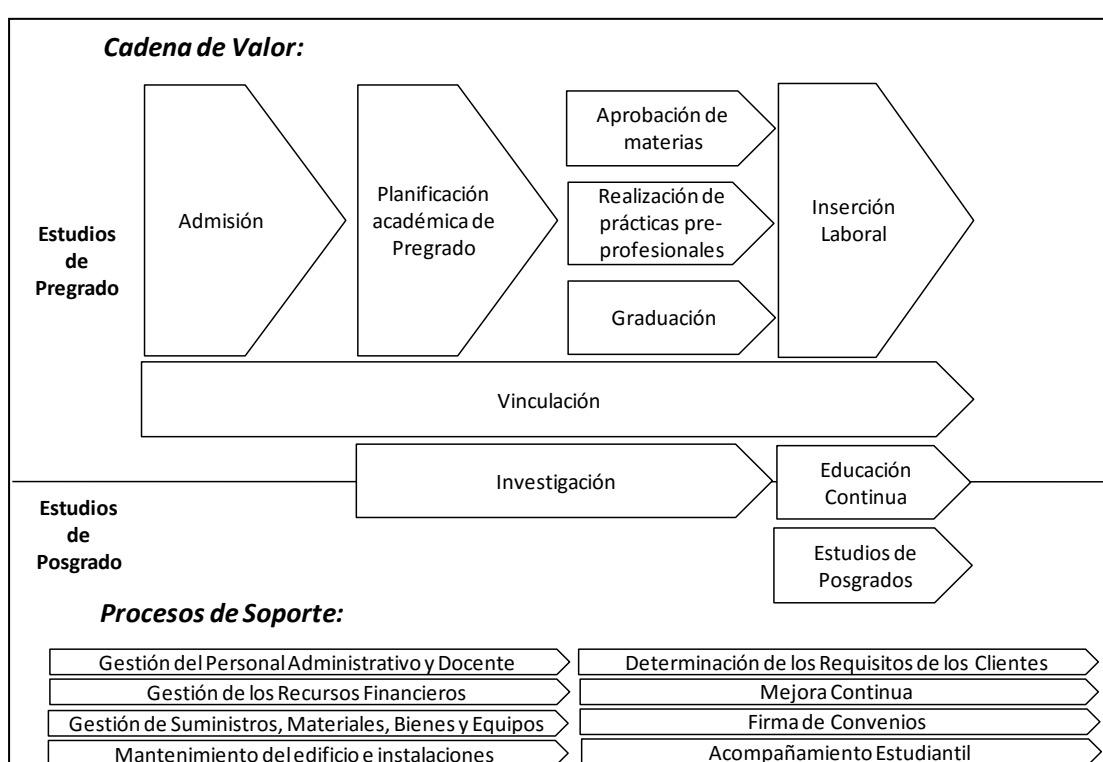 Cadena de Valor:
Estudios
de
Pregrado
Admisión
Planificación
académica de
Pregrado
Aprobación de
materias
Realización de
prácticas pre-
profesionales
Graduación
Inserción
Laboral
Vinculación
Investigación
Educación
Continua
Estudios
de
Posgrado
Estudios de
Posgrados
Procesos de Soporte:
Gestión del Personal Administrativo y Docente
Determinación de los Requisitos de los Clientes
Gestión de los Recursos Financieros
Mejora Continua
Gestión de Suministros, Materiales, Bienes y Equipos
Firma de Convenios
Mantenimiento del edificio e instalaciones
Acompañamiento Estudiantil